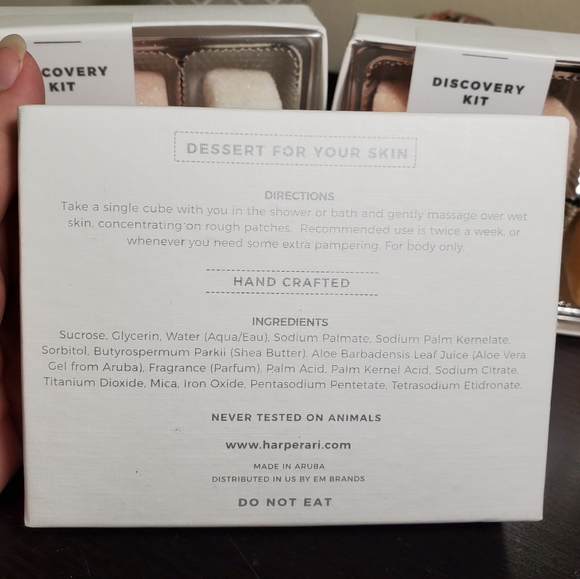 COVERY
KIT
DISCOVERY
KIT
DESSERT FOR YOUR SKIN
DIRECTIONS
Take a single cube with you in the shower or bath and gently massage over wet
skin, concentrating on rough patches. Recommended use is twice a week, or
whenever you need some extra pampering. For body only.
HAND CRAFTED
INGREDIENTS
Sucrose, Glycerin, Water (Aqua/Eau), Sodium Palmate, Sodium Palm Kernelate,
Sorbitol, Butyrospermum Parkii (Shea Butter), Aloe Barbadensis Leaf Juice (Aloe Vera
Gel from Aruba), Fragrance (Parfum), Palm Acid, Palm Kernel Acid, Sodium Citrate,
Titanium Dioxide, Mica, Iron Oxide, Pentasodium Pentetate, Tetrasodium Etidronate.
NEVER TESTED ON ANIMALS
www.harperari.com
MADE IN ARUBA
DISTRIBUTED IN US BY EM BRANDS
DO NOT EAT